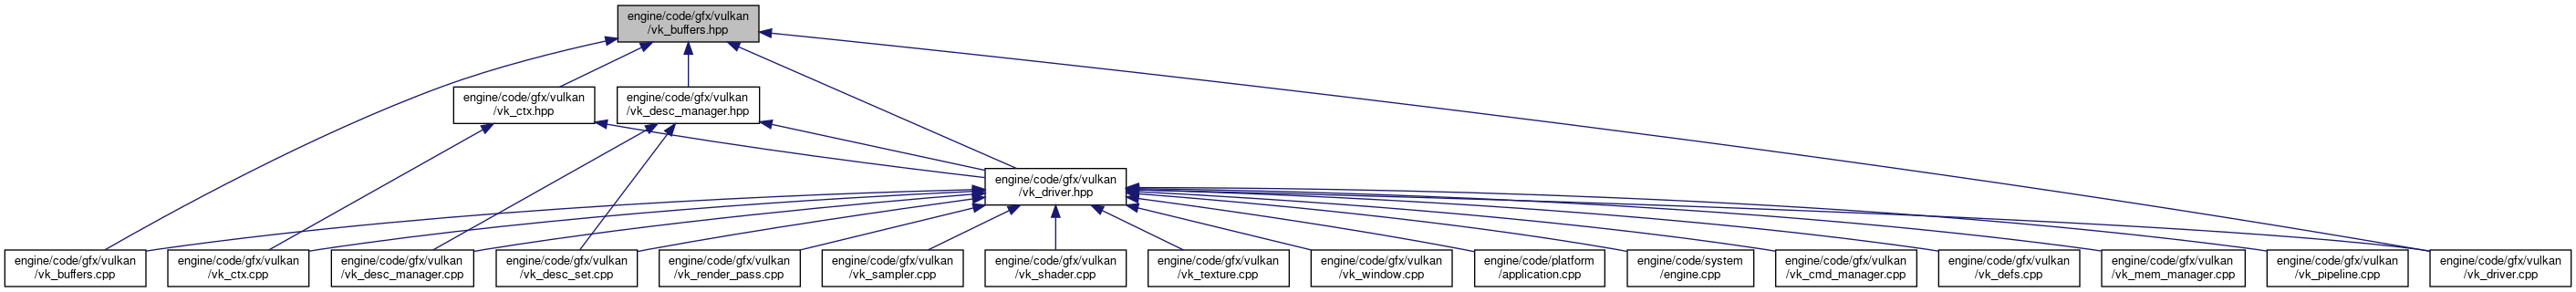 engine/code/gfx/vulkan
/vk_buffers.hpp
engine/code/gfx/vulkan
/vk_ctx.hpp
engine/code/gfx/vulkan
/vk_desc_manager.hpp
engine/code/gfx/vulkan
/vk_driver.hpp
engine/code/gfx/vulkan
/vk_buffers.cpp
engine/code/gfx/vulkan
/vk_ctx.cpp
engine/code/gfx/vulkan
/vk_desc_manager.cpp
engine/code/gfx/vulkan
/vk_desc_set.cpp
engine/code/gfx/vulkan
/vk_render_pass.cpp
engine/code/gfx/vulkan
/vk_sampler.cpp
engine/code/gfx/vulkan
/vk_shader.cpp
engine/code/gfx/vulkan
/vk_texture.cpp
engine/code/gfx/vulkan
/vk_window.cpp
engine/code/platform
/application.cpp
engine/code/system
/engine.cpp
engine/code/gfx/vulkan
/vk_cmd_manager.cpp
engine/code/gfx/vulkan
/vk_defs.cpp
engine/code/gfx/vulkan
/vk_mem_manager.cpp
engine/code/gfx/vulkan
/vk_pipeline.cpp
engine/code/gfx/vulkan
/vk_driver.cpp